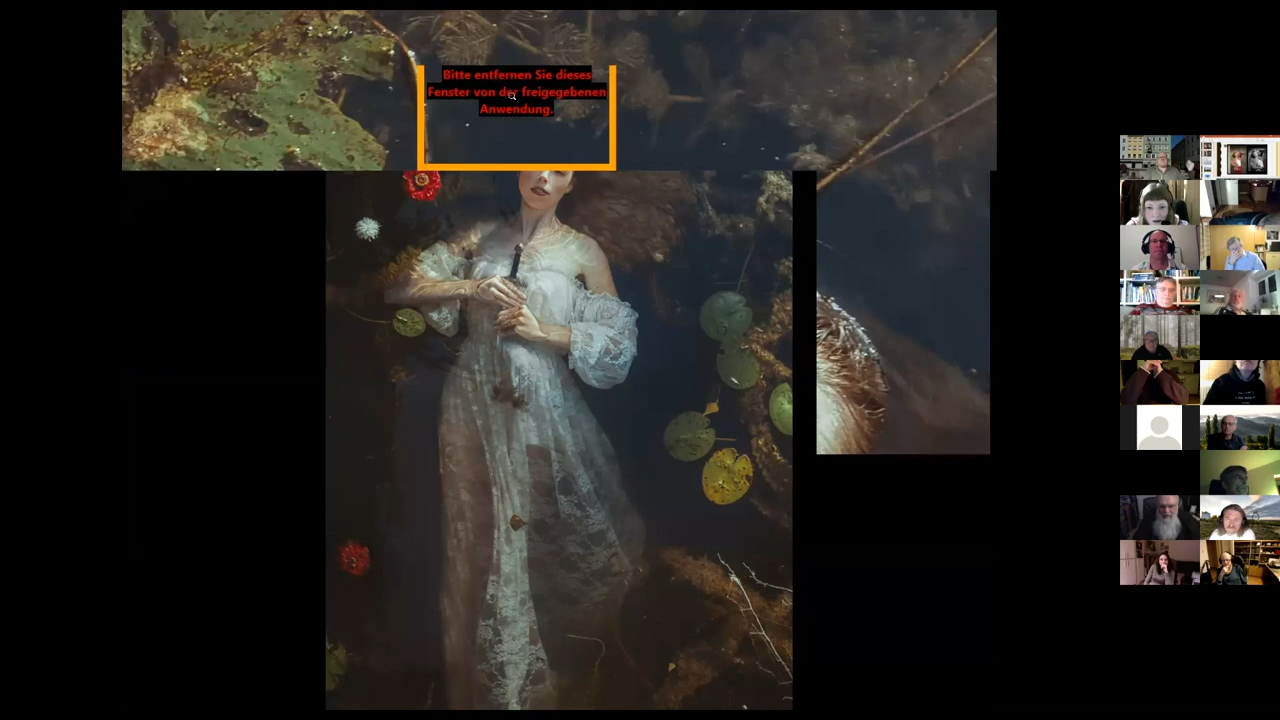 Bitte entfernen Sie dieses
Fenster von der freigegebenen
Anwendung.